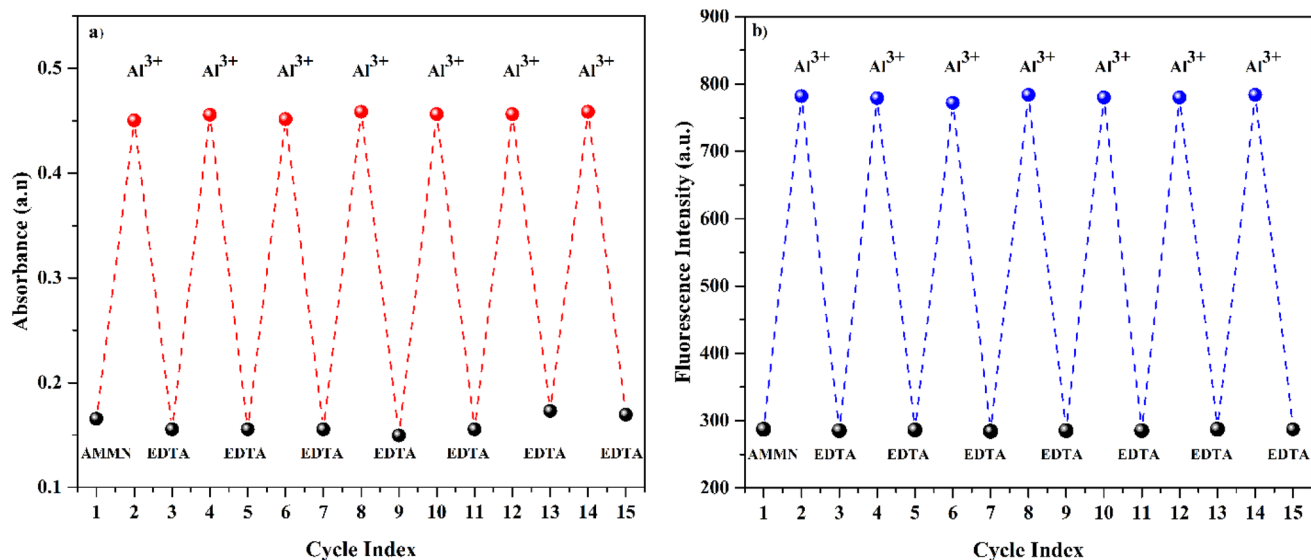 a)
Al3+ Al3+ Al3+ Al3+ Al3+ Al3+ Al3+
0.5
0.4
0.3
0.2
0.1
Absorbance (a.u)
AMMN EDTA EDTA EDTA EDTA EDTA EDTA EDTA
1 2 3 4 5 6 7 8 9 10 11 12 13 14 15
Cycle Index
b)
Al3+ Al3+ Al3+ Al3+ Al3+ Al3+ Al3+
900
800
700
600
500
400
300
200
Fluorescence Intensity (a.u.)
AMMN EDTA EDTA EDTA EDTA EDTA EDTA EDTA
1 2 3 4 5 6 7 8 9 10 11 12 13 14 15
Cycle Index